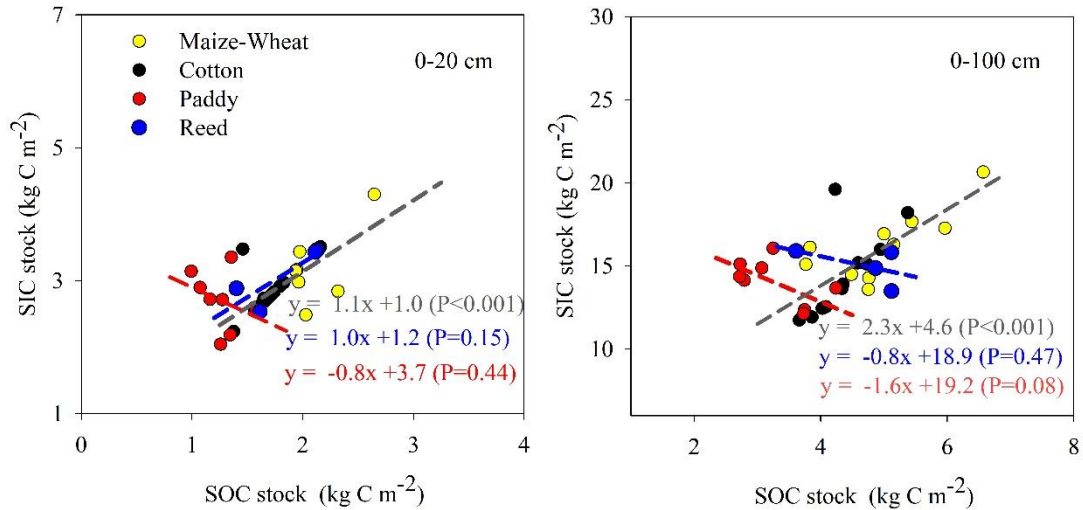 7
5
3
1
SIC stock (kg C m-2)
Maize-Wheat
Cotton
Paddy
Reed
0-20 cm
y = 1.1x +1.0 (P<0.001)
y = 1.0x +1.2 (P=0.15)
y = -0.8x +3.7 (P=0.44)
0 1 2 3 4
SOC stock (kg C m-2)
30
25
20
15
10
SIC stock (kg C m-2)
0-100 cm
y = 2.3x +4.6 (P<0.001)
y = -0.8x +18.9 (P=0.47)
y = -1.6x +19.2 (P=0.08)
2 4 6 8
SOC stock (kg C m-2)